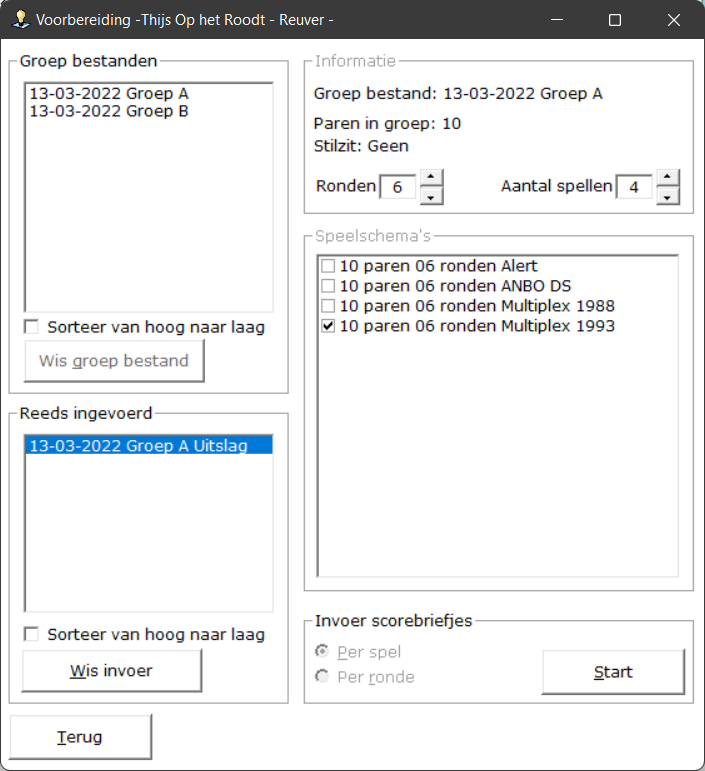 Voorbereiding -Thijs Op het Roodt - Reuver -
Groep bestanden
13-03-2022 Groep A
13-03-2022 Groep B
Sorteer van hoog naar laag
Wis groep bestand
Reeds ingevoerd
13-03-2022 Groep A Uitslag
Sorteer van hoog naar laag
Wis invoer
Terug
Informatie
Groep bestand: 13-03-2022 Groep A
Paren in groep: 10
Stilzit: Geen
Ronden 6 Aantal spellen 4
Speelschema's
10 paren 06 ronden Alert
10 paren 06 ronden ANBO DS
10 paren 06 ronden Multiplex 1988
10 paren 06 ronden Multiplex 1993
Invoer scorebriefjes
Per spel
Per ronde
Start